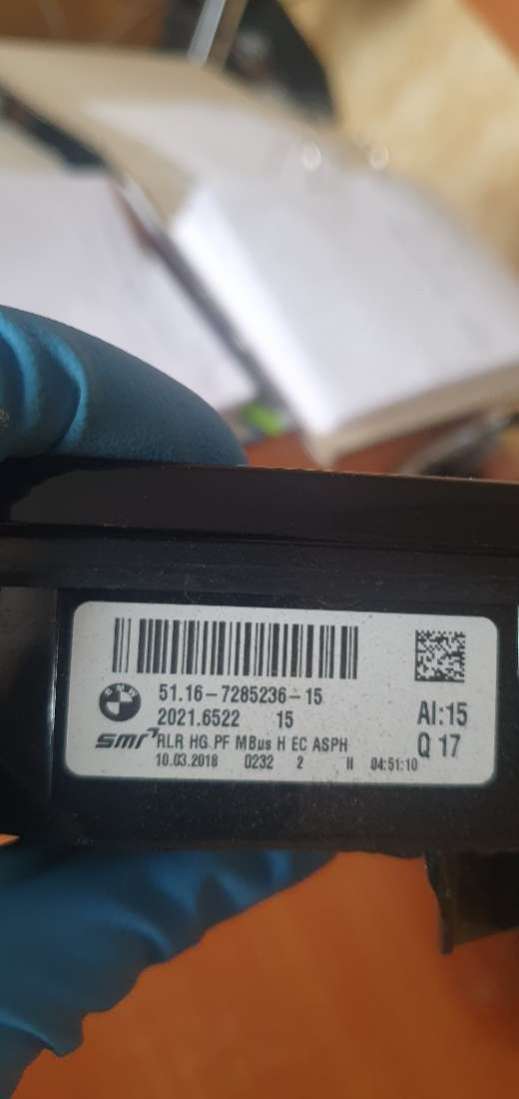 BMW
51.16-7285236-15
2021.6522 15
AI:15
smr RLR HG PF MBus H EC ASPH
Q 17
10.03.2018 0232 2 II 04:51:10